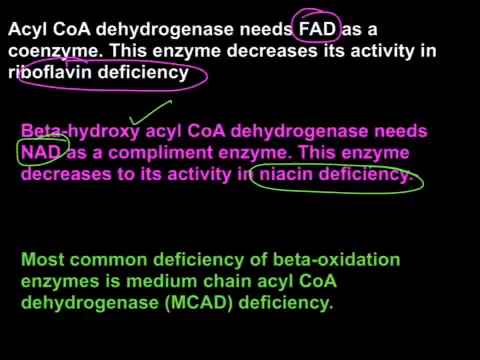 Acyl CoA dehydrogenase needs FAD as a
coenzyme. This enzyme decreases its activity in
riboflavin deficiency
Beta-hydroxy acyl CoA dehydrogenase needs
NAD as a compliment enzyme. This enzyme
decreases to its activity in niacin deficiency.
Most common deficiency of beta-oxidation
enzymes is medium chain acyl CoA
dehydrogenase (MCAD) deficiency.